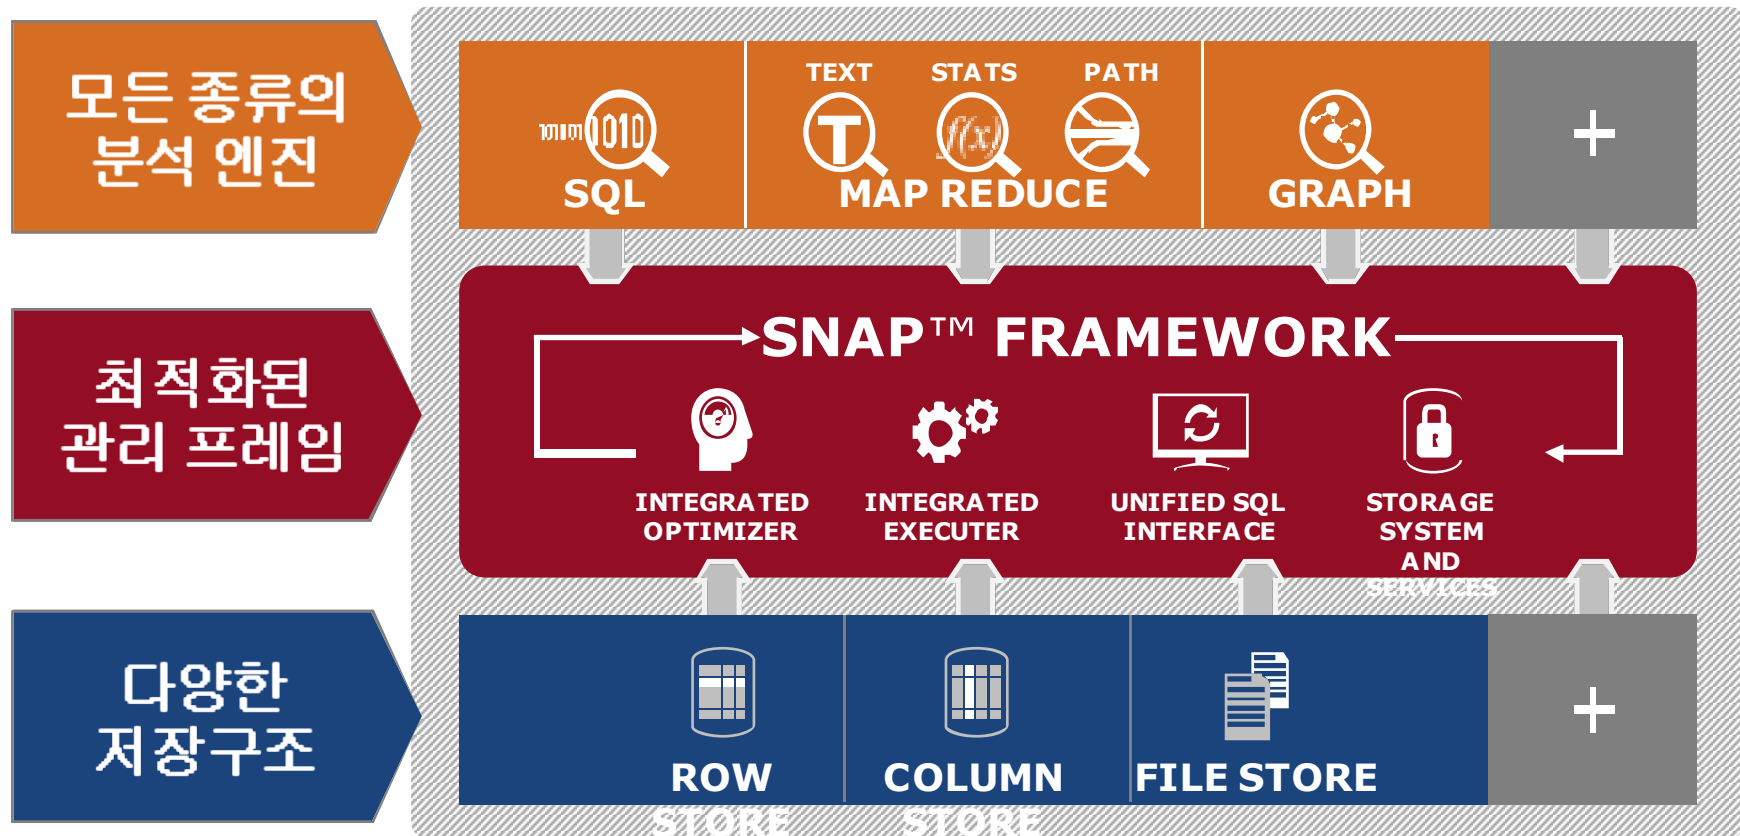 모든 종류의
분석 엔진
TEXT STATS PATH
1010
f(x)
T
SQL
MAP REDUCE
GRAPH
+
최적화된
관리 프레임
SNAP™ FRAMEWORK
INTEGRATED
OPTIMIZER
INTEGRATED
EXECUTER
UNIFIED SQL
INTERFACE
STORAGE
SYSTEM
AND
SERVICES
다양한
저장구조
ROW
STORE
COLUMN
STORE
FILE STORE
+